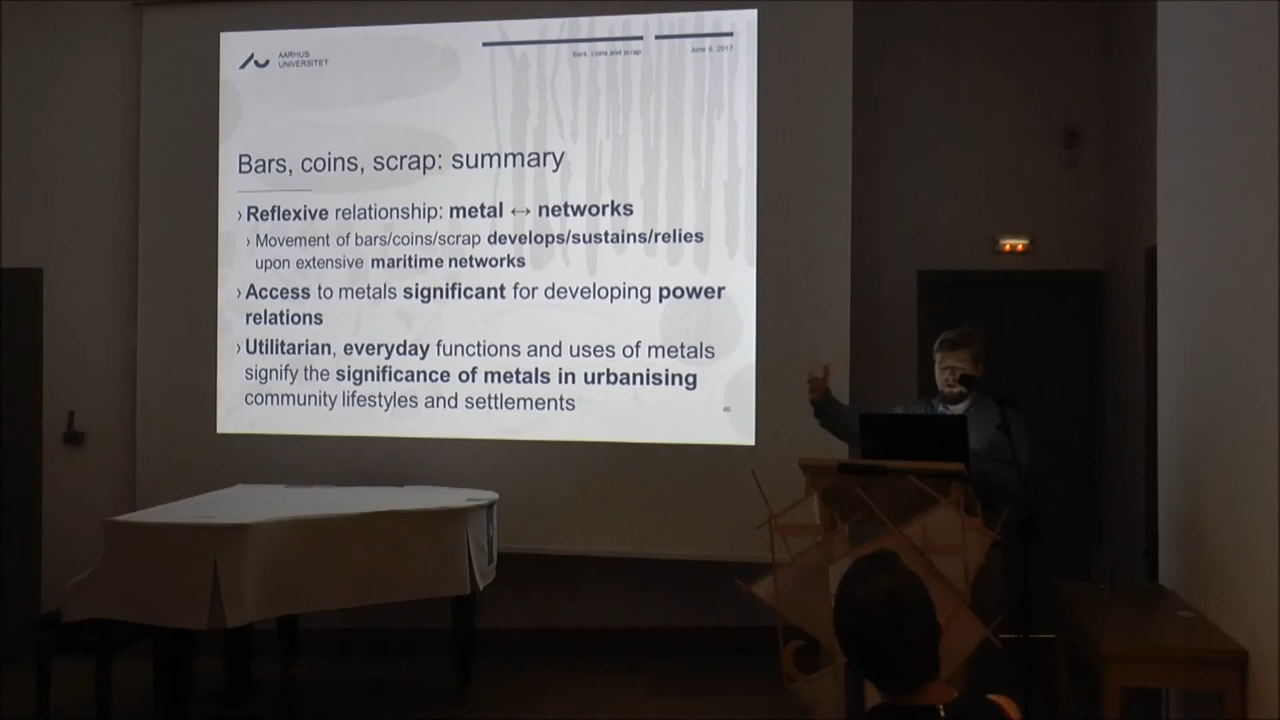 AARHUS
UNIVERSITET
Bars, coins and scrap
June 6, 2017
Bars, coins, scrap: summary
› Reflexive relationship: metal ↔ networks
› Movement of bars/coins/scrap develops/sustains/relies
upon extensive maritime networks
› Access to metals significant for developing power
relations
› Utilitarian, everyday functions and uses of metals
signify the significance of metals in urbanising
community lifestyles and settlements
46